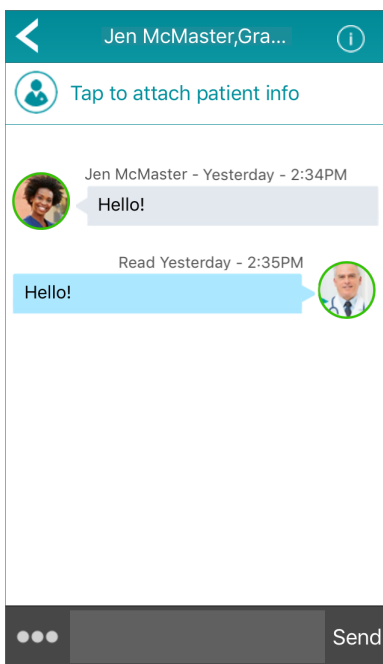 Jen McMaster,Gra...
Tap to attach patient info
Jen McMaster - Yesterday - 2:34PM
Hello!
Read Yesterday - 2:35PM
Hello!
Send